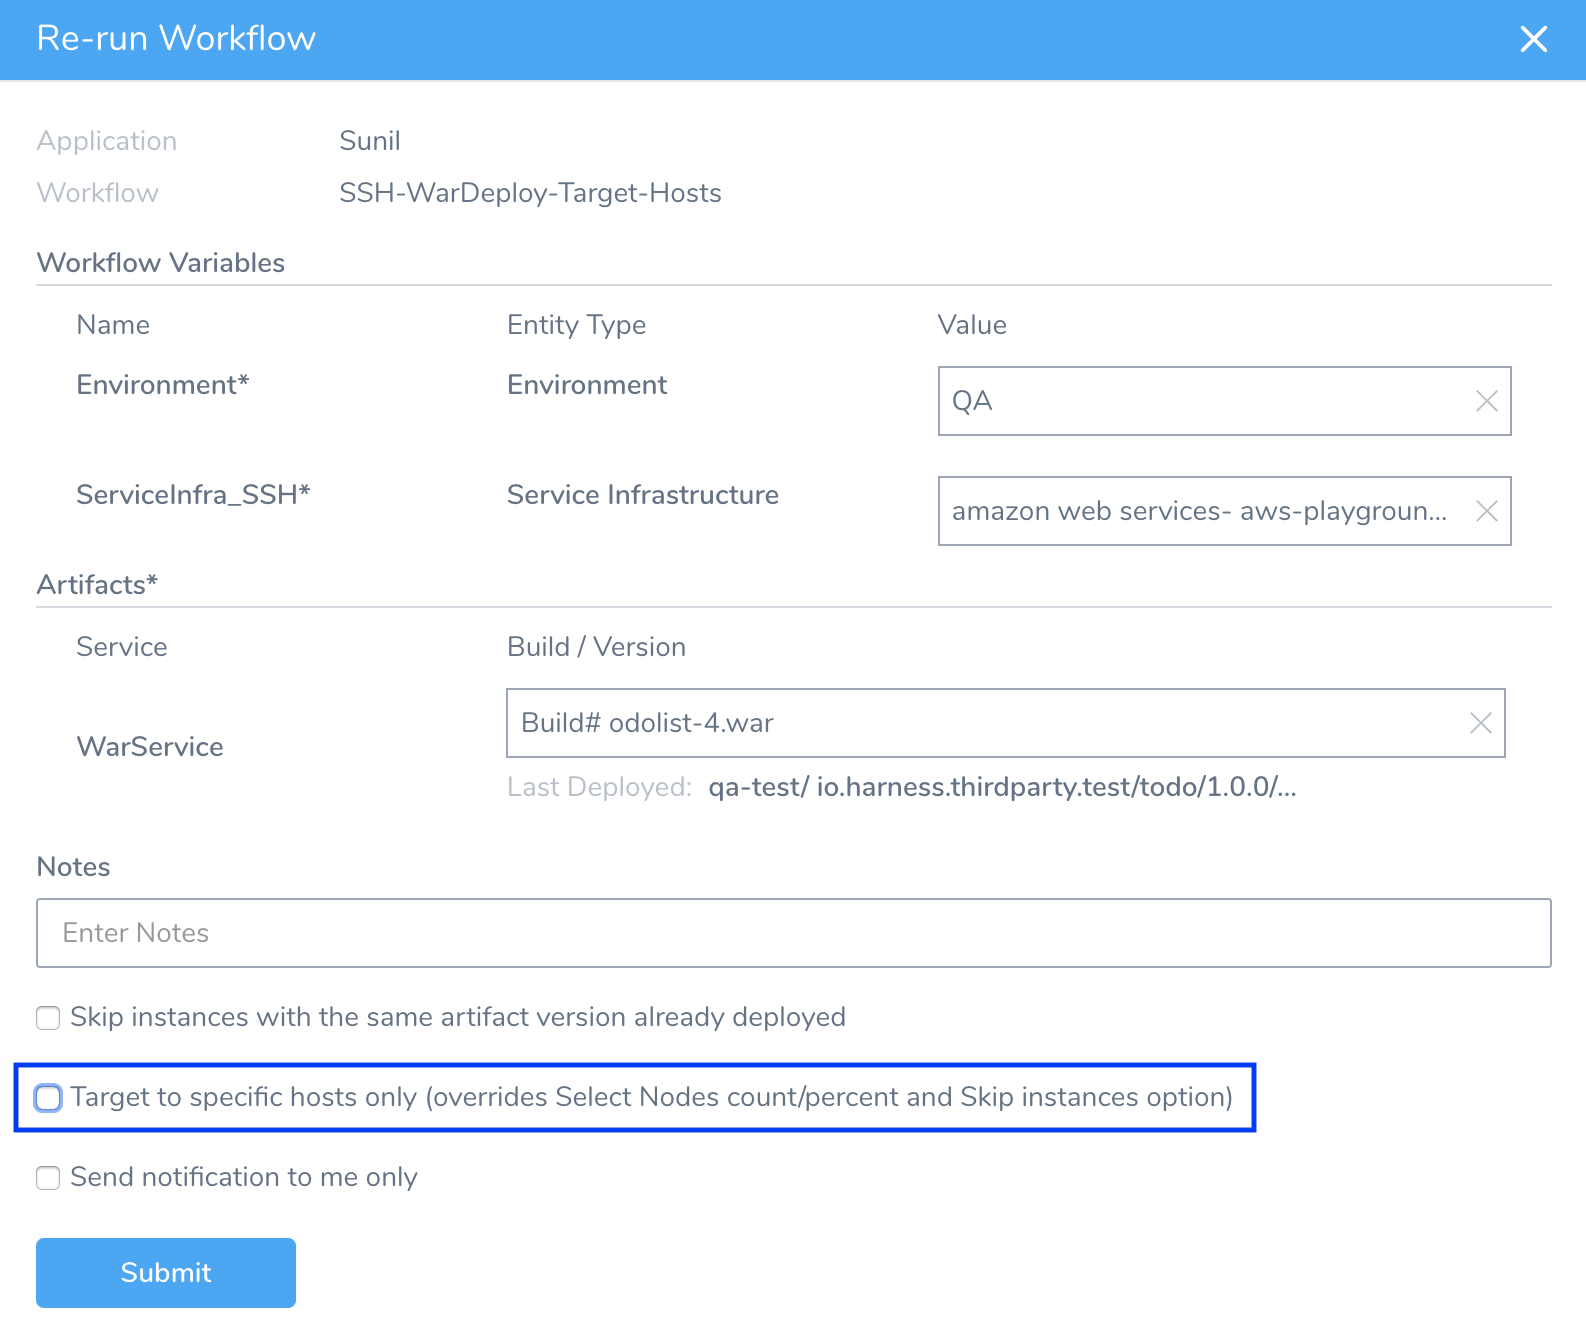 Re-run Workflow
Application Sunil
Workflow SSH-WarDeploy-Target-Hosts
Workflow Variables
Name Entity Type Value
Environment* Environment QA
ServiceInfra_SSH* Service Infrastructure amazon web services- aws-playgroun...
Artifacts*
Service Build / Version
WarService Build# odolist-4.war
Last Deployed: qa-test/ io.harness.thirdparty.test/todo/1.0.0/...
Notes
Enter Notes
Skip instances with the same artifact version already deployed
Target to specific hosts only (overrides Select Nodes count/percent and Skip instances option)
Send notification to me only
Submit